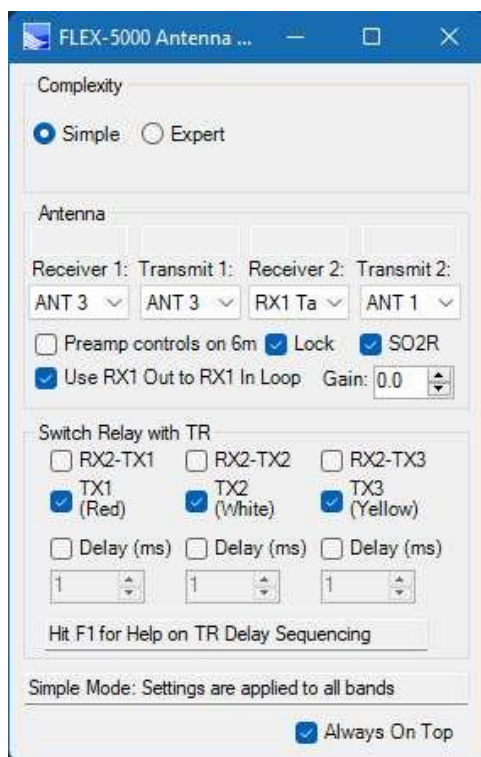 FLEX-5000 Antenna ...
Complexity
Simple Expert
Antenna
Receiver 1: Transmit 1: Receiver 2: Transmit 2:
ANT 3 ANT 3 RX1 Ta ANT 1
Preamp controls on 6m Lock SO2R
Use RX1 Out to RX1 In Loop Gain: 0.0
Switch Relay with TR
RX2-TX1 RX2-TX2 RX2-TX3
TX1 TX2 TX3
(Red) (White) (Yellow)
Delay (ms) Delay (ms) Delay (ms)
1 1 1
Hit F1 for Help on TR Delay Sequencing
Simple Mode: Settings are applied to all bands
Always On Top